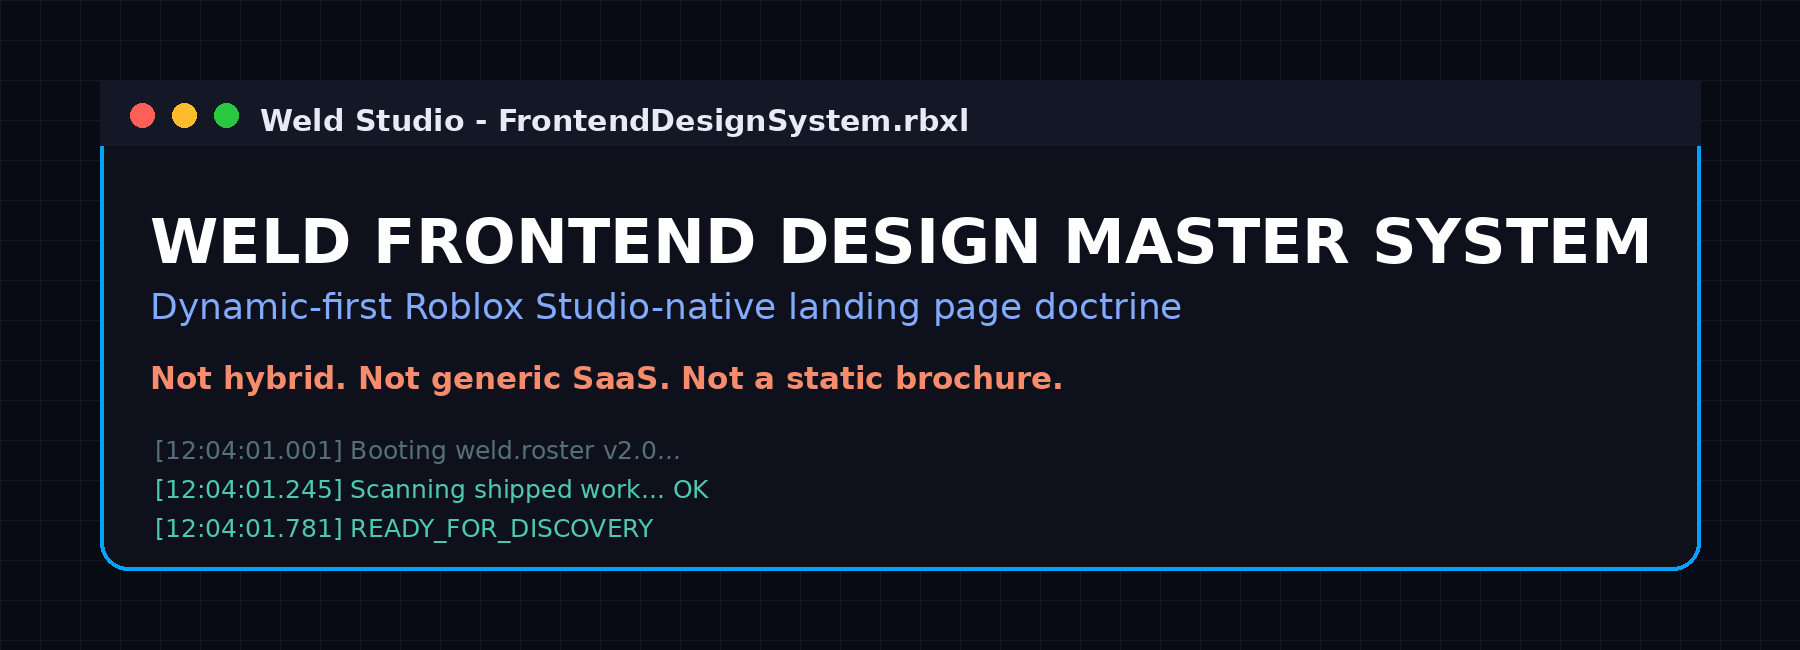 Weld Studio - FrontendDesignSystem.rbxl
WELD FRONTEND DESIGN MASTER SYSTEM
Dynamic-first Roblox Studio-native landing page doctrine
Not hybrid. Not generic SaaS. Not a static brochure.
[12:04:01.001] Booting weld.roster v2.0...
[12:04:01.245] Scanning shipped work... OK
[12:04:01.781] READY_FOR_DISCOVERY